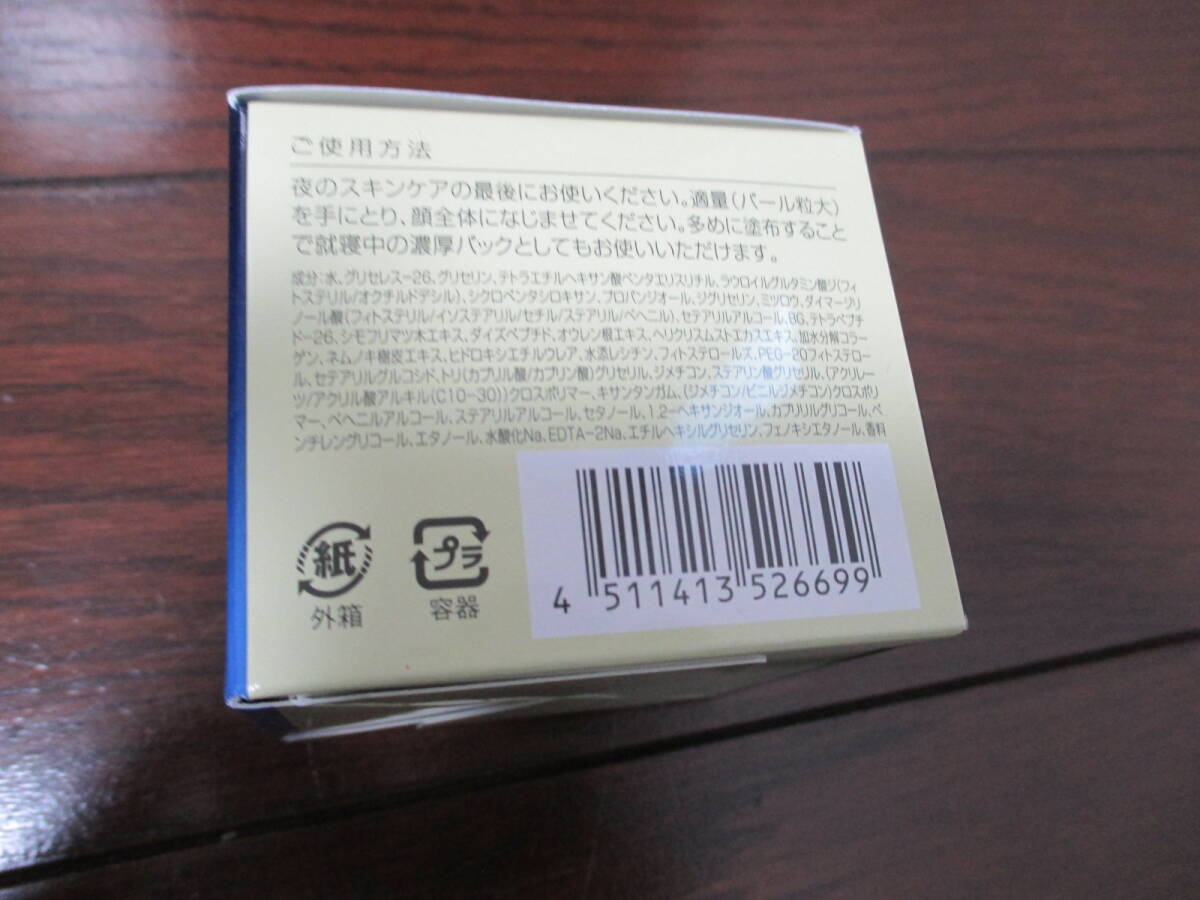 ご使用方法
夜のスキンケアの最後にお使いください。適量(パール粒大)
を手にとり、顔全体になじませてください。多めに塗布すること
で就寝中の濃厚パックとしてもお使いいただけます。
成分:水、グリセレス-26、グリセリン、テトラエチルヘキサン酸ペンタエリスリチル、ラウロイルグルタミン酸ジ(フィ
トステリル/オクチルドデシル)、シクロペンタシロキサン、プロパンジオール、ジグリセリン、ミツロウ、ダイマージリ
ノール酸(フィトステリル/イソステアリル/セチル/ステアリル/ベヘニル)、セテアリルアルコール、BG、テトラペプチ
ド-26、シモフリマツ木エキス、ダイズペプチド、オウレン根エキス、ヘリクリスムストエカスエキス、加水分解コラー
ゲン、ネムノキ樹皮エキス、ヒドロキシエチルウレア、水添レシチン、フィトステロールズ、PEG-20フィトステロー
ル、セテアリルグルコシド、トリ(カプリル酸/カプリン酸)グリセリル、ジメチコン、ステアリン酸グリセリル、(アクリレー
ツ/アクリル酸アルキル(C10-30))クロスポリマー、キサンタンガム、(ジメチコン/ビニルジメチコン)クロスポリ
マー、ベヘニルアルコール、ステアリルアルコール、セタノール、1,2-ヘキサンジオール、カプリリルグリコール、ペ
ンチレングリコール、エタノール、水酸化Na、EDTA-2Na、エチルヘキシルグリセリン、フェノキシエタノール、香料
紙
外箱
プラ
容器
4 511413 526699